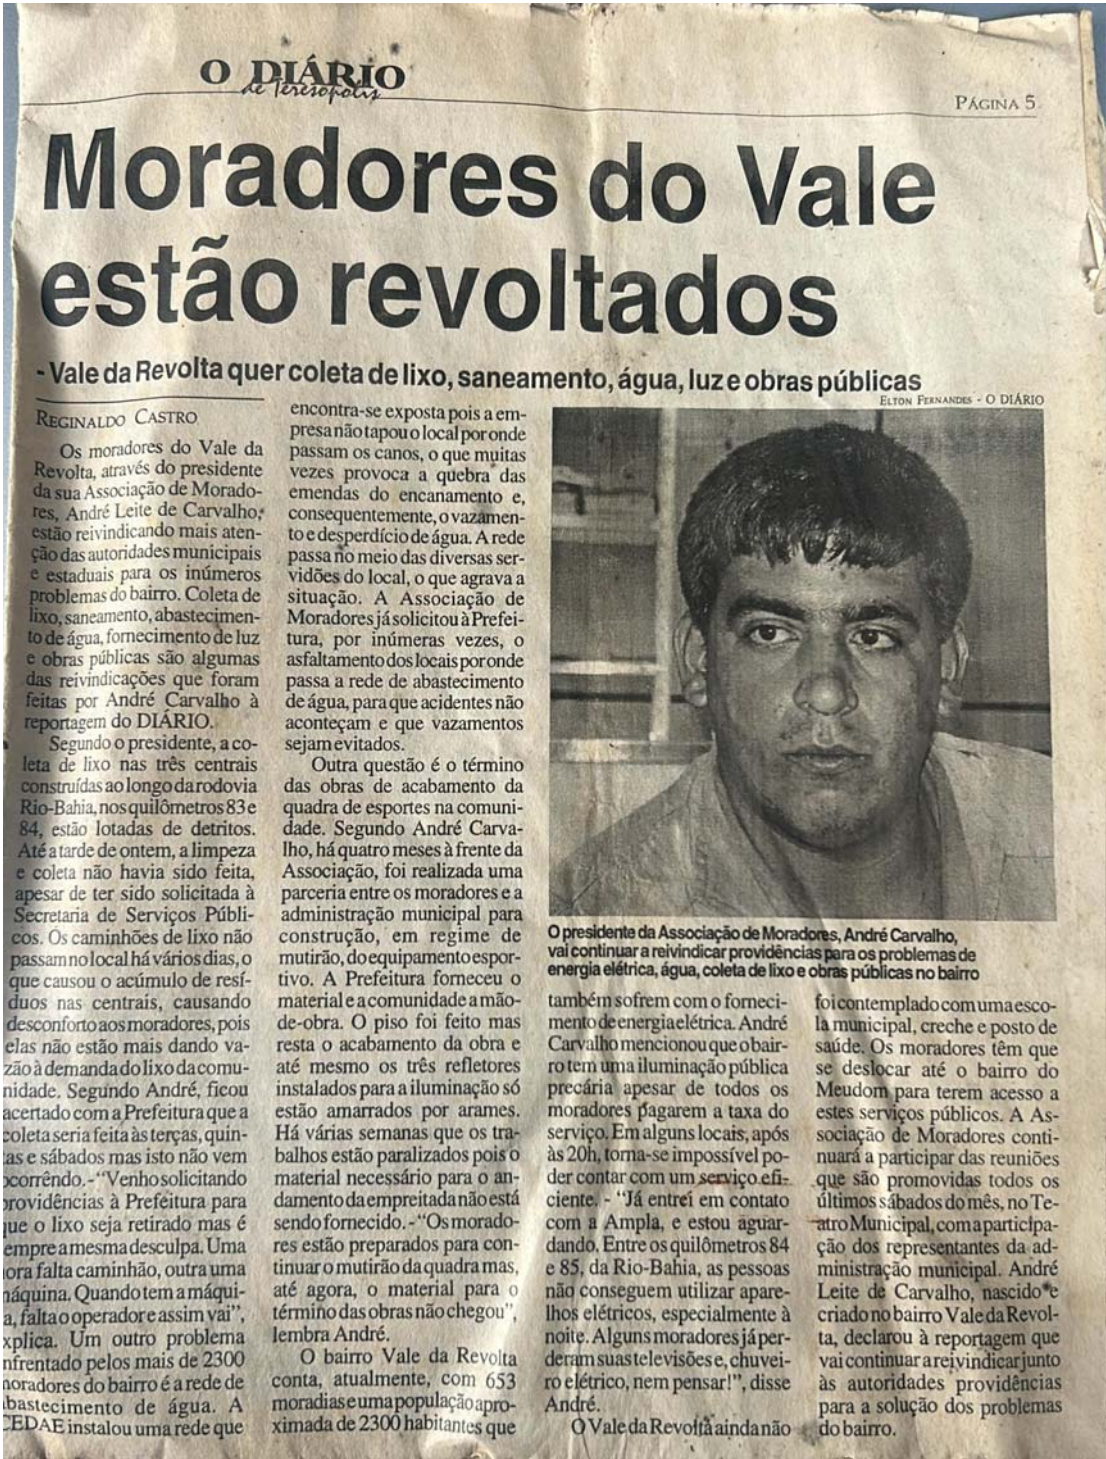 O DIÁRIO
de Teresópolis
PÁGINA 5
Moradores do Vale
estão revoltados
- Vale da Revolta quer coleta de lixo, saneamento, água, luz e obras públicas
ELTON FERNANDES - O DIÁRIO
REGINALDO CASTRO
Os moradores do Vale da
Revolta, através do presidente
da sua Associação de Morado-
res, André Leite de Carvalho,
estão reivindicando mais aten-
ção das autoridades municipais
e estaduais para os inúmeros
problemas do bairro. Coleta de
lixo, saneamento, abastecimen-
to de água, fornecimento de luz
e obras públicas são algumas
das reivindicações que foram
feitas por André Carvalho à
reportagem do DIÁRIO.
Segundo o presidente, a co-
leta de lixo nas três centrais
construídas ao longo da rodovia
Rio-Bahia, nos quilômetros 83 e
84, estão lotadas de detritos.
Até a tarde de ontem, a limpeza
e coleta não havia sido feita,
apesar de ter sido solicitada à
Secretaria de Serviços Públi-
cos. Os caminhões de lixo não
passam no local há vários dias, o
que causou o acúmulo de resí-
duos nas centrais, causando
desconforto aos moradores, pois
elas não estão mais dando va-
zão à demanda do lixo da comu-
nidade. Segundo André, ficou
acertado com a Prefeitura que a
coleta seria feita às terças, quin-
tas e sábados mas isto não vem
ocorrêndo. - "Venho solicitando
providências à Prefeitura para
que o lixo seja retirado mas é
empre a mesma desculpa. Uma
ora falta caminhão, outra uma
máquina. Quando tem a máqui-
a, falta o operador e assim vai",
xplica. Um outro problema
nfrentado pelos mais de 2300
moradores do bairro é a rede de
bastecimento de água. A
CEDAE instalou uma rede que
encontra-se exposta pois a em-
presa não tapou o local por onde
passam os canos, o que muitas
vezes provoca a quebra das
emendas do encanamento e,
consequentemente, o vazamen-
to e desperdício de água. A rede
passa no meio das diversas ser-
vidões do local, o que agrava a
situação. A Associação de
Moradores já solicitou à Prefei-
tura, por inúmeras vezes, o
asfaltamento dos locais por onde
passa a rede de abastecimento
de água, para que acidentes não
aconteçam e que vazamentos
sejam evitados.
Outra questão é o término
das obras de acabamento da
quadra de esportes na comuni-
dade. Segundo André Carva-
lho, há quatro meses à frente da
Associação, foi realizada uma
parceria entre os moradores e a
administração municipal para
construção, em regime de
mutirão, do equipamento espor-
tivo. A Prefeitura forneceu o
material e a comunidade a mão-
de-obra. O piso foi feito mas
resta o acabamento da obra e
até mesmo os três refletores
instalados para a iluminação só
estão amarrados por arames.
Há várias semanas que os tra-
balhos estão paralizados pois o
material necessário para o an-
damento da empreitada não está
sendo fornecido. - "Os morado-
res estão preparados para con-
tinuar o mutirão da quadra mas,
até agora, o material para o
término das obras não chegou",
lembra André.
O bairro Vale da Revolta
conta, atualmente, com 653
moradias e uma população apro-
ximada de 2300 habitantes que
O presidente da Associação de Moradores, André Carvalho,
vai continuar a reivindicar providências para os problemas de
energia elétrica, água, coleta de lixo e obras públicas no bairro
também sofrem com o forneci-
mento de energia elétrica. André
Carvalho mencionou que o bair-
ro tem uma iluminação pública
precária apesar de todos os
moradores pagarem a taxa do
serviço. Em alguns locais, após
às 20h, torna-se impossível po-
der contar com um serviço efi-
ciente. - "Já entrei em contato
com a Ampla, e estou aguar-
dando. Entre os quilômetros 84
e 85, da Rio-Bahia, as pessoas
não conseguem utilizar apare-
lhos elétricos, especialmente à
noite. Alguns moradores já per-
deram suas televisões e, chuvei-
ro elétrico, nem pensar!", disse
André.
O Vale da Revolta ainda não
foi contemplado com uma esco-
la municipal, creche e posto de
saúde. Os moradores têm que
se deslocar até o bairro do
Meudom para terem acesso a
estes serviços públicos. A As-
sociação de Moradores conti-
nuará a participar das reuniões
que são promovidas todos os
últimos sábados do mês, no Te-
atro Municipal, com a participa-
ção dos representantes da ad-
ministração municipal. André
Leite de Carvalho, nascido e
criado no bairro Vale da Revol-
ta, declarou à reportagem que
vai continuar a reivindicar junto
às autoridades providências
para a solução dos problemas
do bairro.